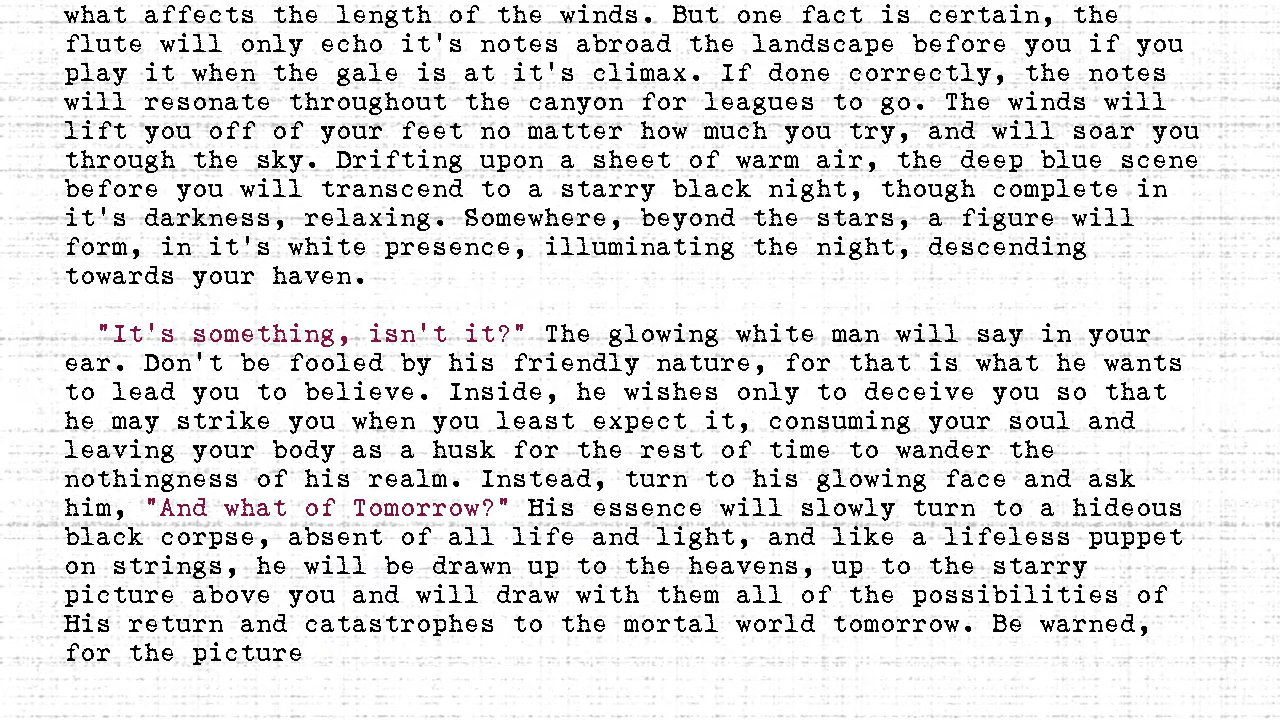 what affects the length of the winds. But one fact is certain, the
flute will only echo it's notes abroad the landscape before you if you
play it when the gale is at it's climax. If done correctly, the notes
will resonate throughout the canyon for leagues to go. The winds will
lift you off of your feet no matter how much you try, and will soar you
through the sky. Drifting upon a sheet of warm air, the deep blue scene
before you will transcend to a starry black night, though complete in
it's darkness, relaxing. Somewhere, beyond the stars, a figure will
form, in it's white presence, illuminating the night, descending
towards your haven.
"It's something, isn't it?" The glowing white man will say in your
ear. Don't be fooled by his friendly nature, for that is what he wants
to lead you to believe. Inside, he wishes only to deceive you so that
he may strike you when you least expect it, consuming your soul and
leaving your body as a husk for the rest of time to wander the
nothingness of his realm. Instead, turn to his glowing face and ask
him, "And what of Tomorrow?" His essence will slowly turn to a hideous
black corpse, absent of all life and light, and like a lifeless puppet
on strings, he will be drawn up to the heavens, up to the starry
picture above you and will draw with them all of the possibilities of
His return and catastrophes to the mortal world tomorrow. Be warned,
for the picture